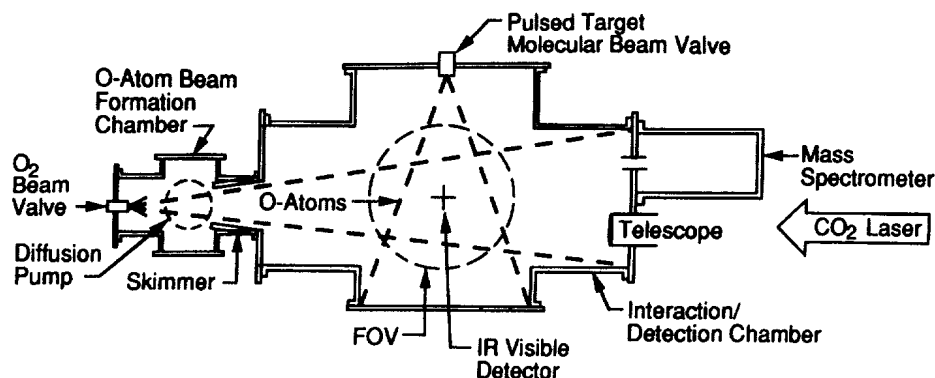 Pulsed Target
Molecular Beam Valve
O-Atom Beam
Formation
Chamber
O2
Beam
Valve
O-Atoms
Mass
Spectrometer
Telescope
CO2 Laser
Diffusion
Pump
Skimmer
FOV
IR Visible
Detector
Interaction/
Detection Chamber